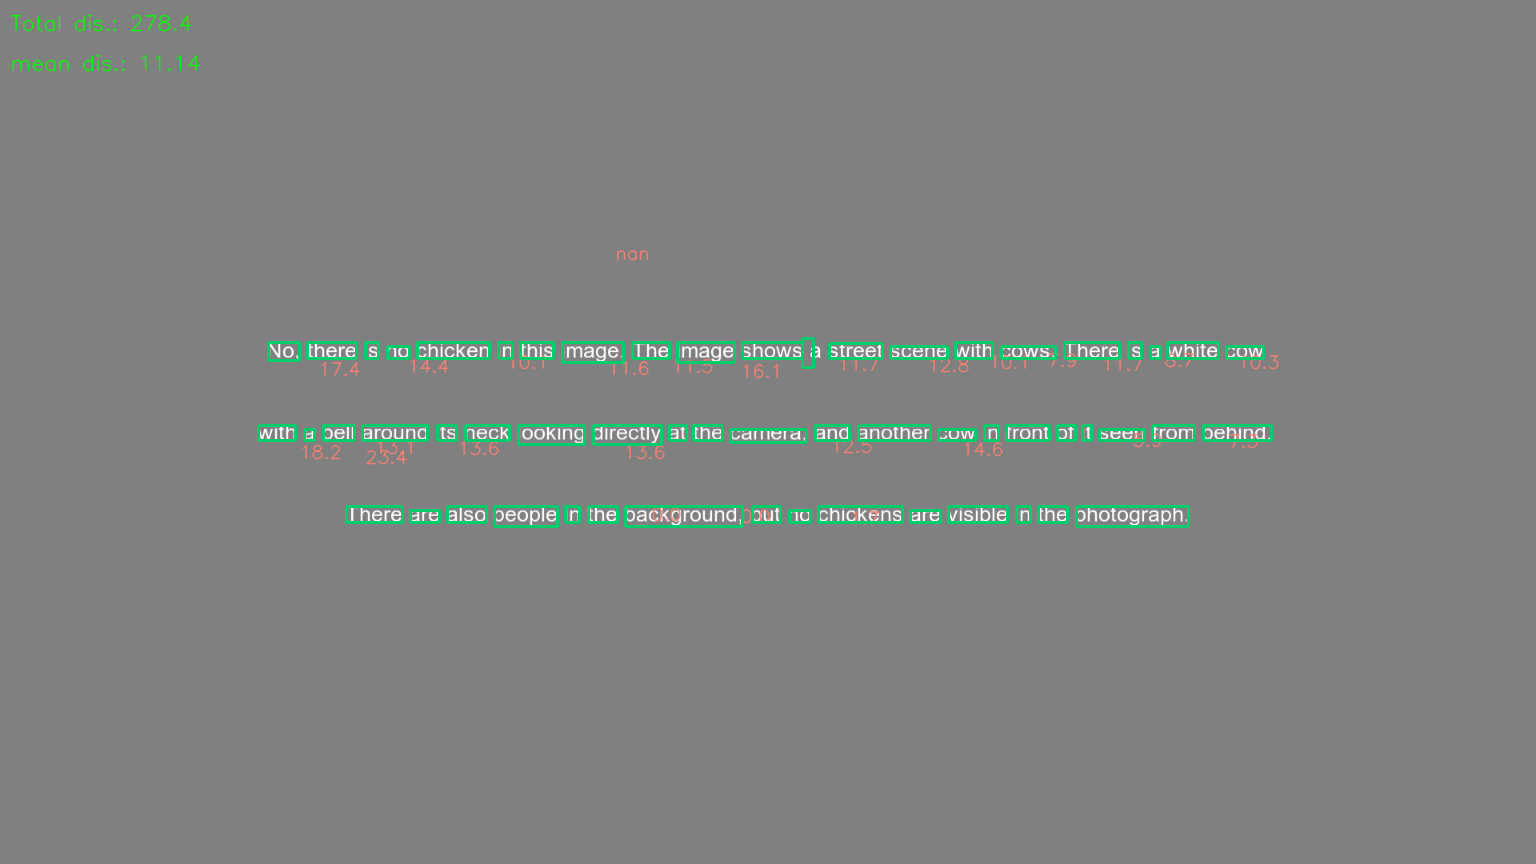 Total dis.: 278.4
mean dis.: 11.14
nan
No, there is no chicken in this image. The image shows a street scene with cows. There is a white cow
17.4 14.4 10.1 11.6 11.5 16.1 11.7 12.8 10.1 7.9 11.7 8.7 10.3
with a bell around its neck looking directly at the camera, and another cow in front of it seen from behind.
18.2 23.4 13.1 13.6 13.6 12.5 14.6
There are also people in the background, but no chickens are visible in the photograph.